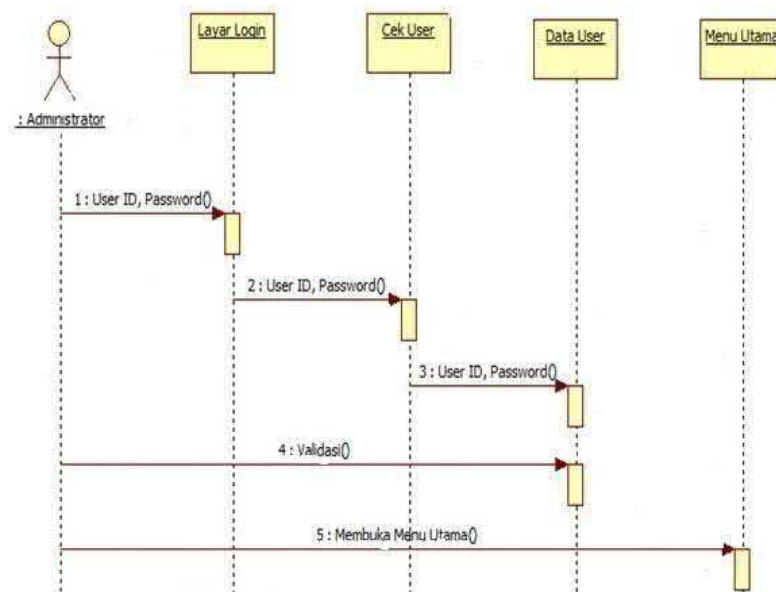 Layar Login
Cek User
Data User
Menu Utama
: Administrator
1 : User ID, Password()
2 : User ID, Password()
3 : User ID, Password()
4 : Validasi()
5 : Membuka Menu Utama()